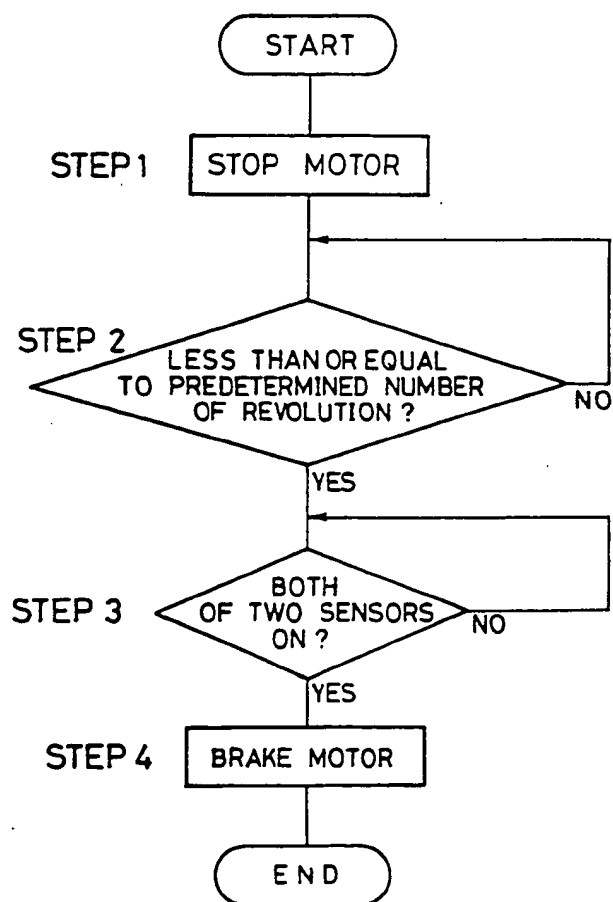 START
STEP 1
STOP MOTOR
STEP 2
LESS THAN OR EQUAL
TO PREDETERMINED NUMBER
OF REVOLUTION ?
NO
YES
STEP 3
BOTH
OF TWO SENSORS
ON ?
NO
YES
STEP 4
BRAKE MOTOR
END